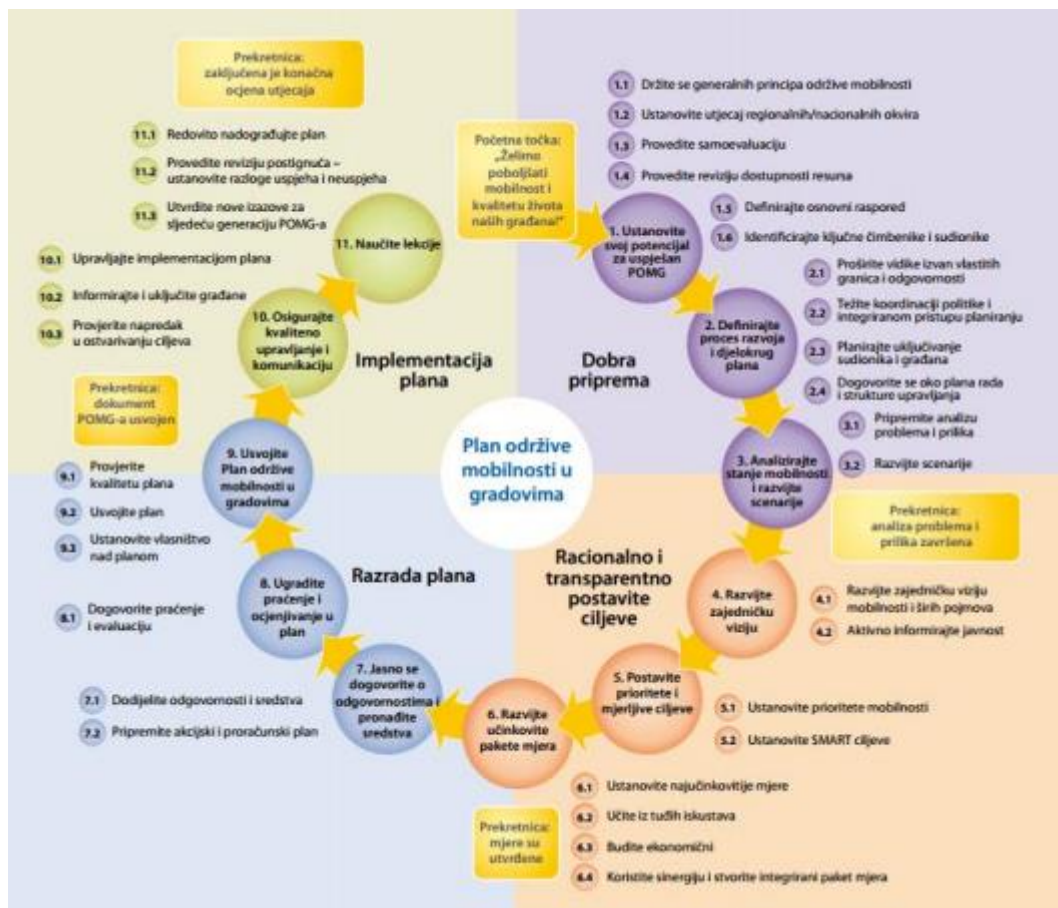 Prekretnica:
zaključena je konačna
ocjena utjecaja
11.1 Redovito nadograđujte plan
11.2 Provedite reviziju postignuća –
ustanovite razloge uspjeha i neuspjeha
11.3 Utvrdite nove izazove za
sljedeću generaciju POMG-a
11. Naučite lekcije
10.1 Upravljajte implementacijom plana
10.2 Informirajte i uključite građane
10.3 Provjerite napredak
u ostvarivanju ciljeva
10. Osigurajte
kvaliteno
upravljanje i
komunikaciju
Implementacija
plana
Početna točka:
„Želimo
poboljšati
mobilnost i
kvalitetu života
naših građana!"
1.1 Držite se generalnih principa održive mobilnosti
1.2 Ustanovite utjecaj regionalnih/nacionalnih okvira
1.3 Provedite samoevaluaciju
1.4 Provedite reviziju dostupnosti resursa
1.5 Definirajte osnovni raspored
1.6 Identificirajte ključne čimbenike i sudionike
1. Ustanovite
svoj potencijal
za uspješan
POMG
2.1 Proširite vidike izvan vlastitih
granica i odgovornosti
2.2 Težite koordinaciji politike i
integriranom pristupu planiranju
2.3 Planirajte uključivanje
sudionika i građana
2.4 Dogovorite se oko plana rada
i strukture upravljanja
2. Definirajte
proces razvoja
i djelokrug
plana
Dobra
priprema
3.1 Pripremite analizu
problema i prilika
3.2 Razvijte scenarije
3. Analizirajte
stanje mobilnosti
i razvijte
scenarije
Prekretnica:
analiza problema i
prilika završena
Plan održive
mobilnosti u
gradovima
Racionalno i
transparentno
postavite
ciljeve
4. Razvijte
zajedničku
viziju
4.1 Razvijte zajedničku viziju
mobilnosti i širih pojmova
4.2 Aktivno informirajte javnost
5. Postavite
prioritete i
mjerljive ciljeve
5.1 Ustanovite prioritete mobilnosti
5.2 Ustanovite SMART ciljeve
6. Razvijte
učinkovite
pakete mjera
6.1 Ustanovite najučinkovitije mjere
6.2 Učite iz tuđih iskustava
6.3 Budite ekonomični
6.4 Koristite sinergiju i stvorite integrirani paket mjera
Prekretnica:
mjere su
utvrđene
Razrada plana
7. Jasno se
dogovorite o
odgovornostima i
pronađite
sredstva
7.1 Dodijelite odgovornosti i sredstva
7.2 Pripremite akcijski i proračunski plan
8. Ugradite
praćenje i
ocjenjivanje u
plan
8.1 Dogovorite praćenje
i evaluaciju
9. Usvojite
Plan održive
mobilnosti u
gradovima
9.1 Provjerite
kvalitetu plana
9.2 Usvojite plan
9.3 Ustanovite vlasništvo
nad planom
Prekretnica:
dokument
POMG-a usvojen